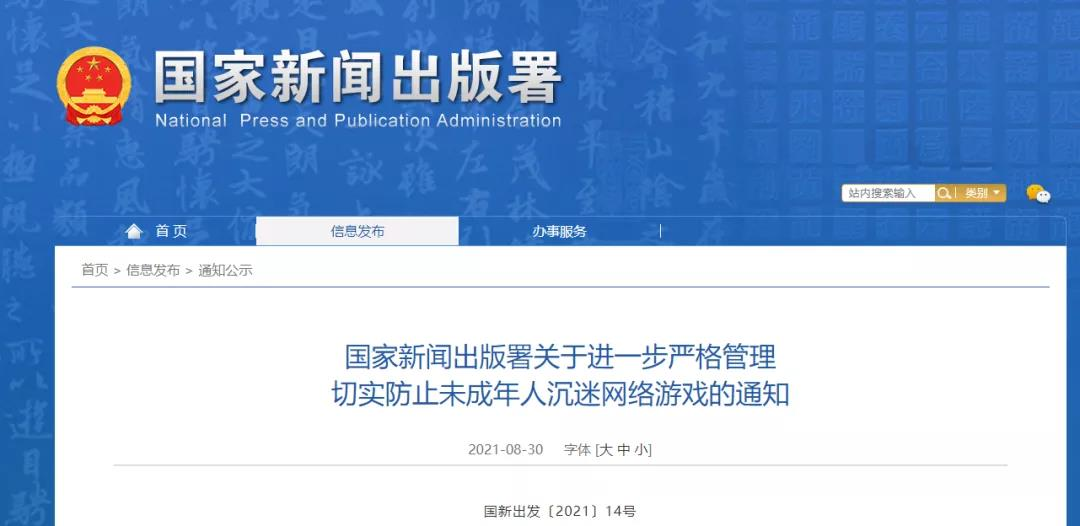 国家新闻出版署
National Press and Publication Administration
站内搜索输入 类别
首页 信息发布 办事服务
首页 > 信息发布 > 通知公示
国家新闻出版署关于进一步严格管理
切实防止未成年人沉迷网络游戏的通知
2021-08-30 字体 [大 中 小]
国新出发〔2021〕14号